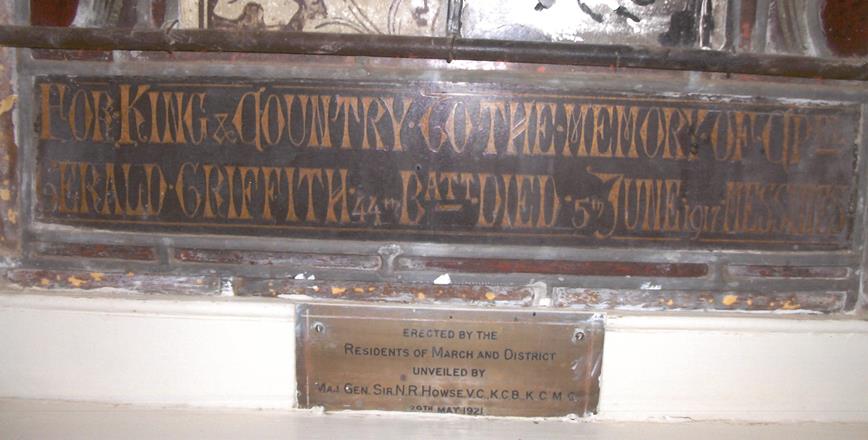 FOR·KING & COUNTRY·TO·THE·MEMORY·OF·CPL
GERALD·GRIFFITH·44TH BATT·DIED·5TH JUNE 1917 MESSINES
ERECTED BY THE
RESIDENTS OF MARCH AND DISTRICT
UNVEILED BY
MAJ. GEN. SIR N.R. HOWSE. V.C., K.C.B., K.C.M.G.
29TH MAY 1921